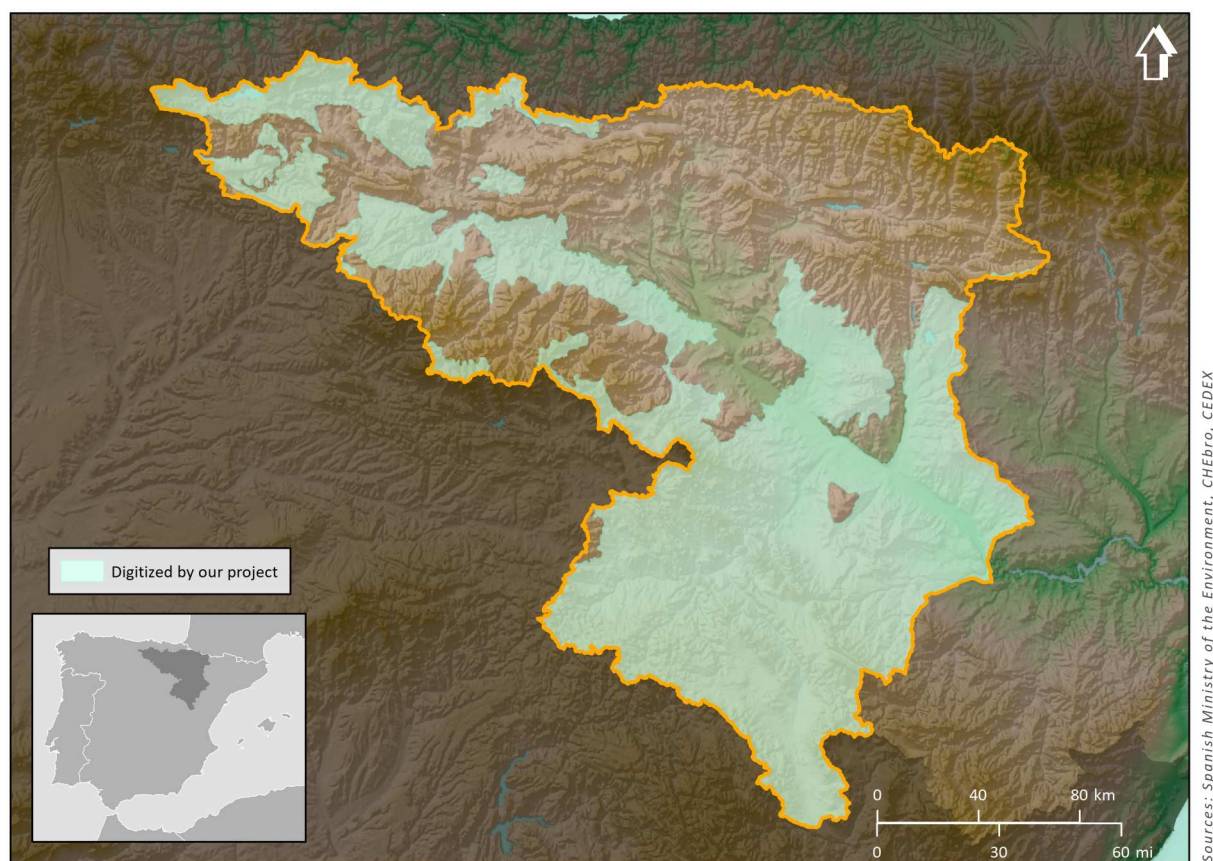 Digitized by our project
0 40 80 km
0 30 60 mi
Sources: Spanish Ministry of the Environment, CHEbro, CEDEX